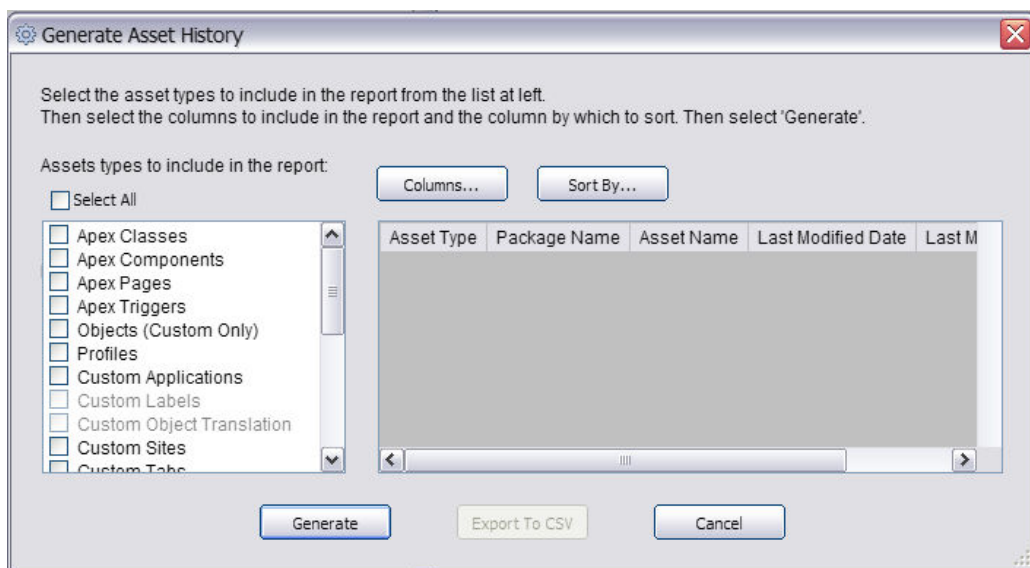 Generate Asset History
Select the asset types to include in the report from the list at left.
Then select the columns to include in the report and the column by which to sort. Then select 'Generate'.
Assets types to include in the report:
Select All
Columns...
Sort By...
Apex Classes
Apex Components
Apex Pages
Apex Triggers
Objects (Custom Only)
Profiles
Custom Applications
Custom Labels
Custom Object Translation
Custom Sites
Custom Tabs
Asset Type Package Name Asset Name Last Modified Date Last M
Generate
Export To CSV
Cancel